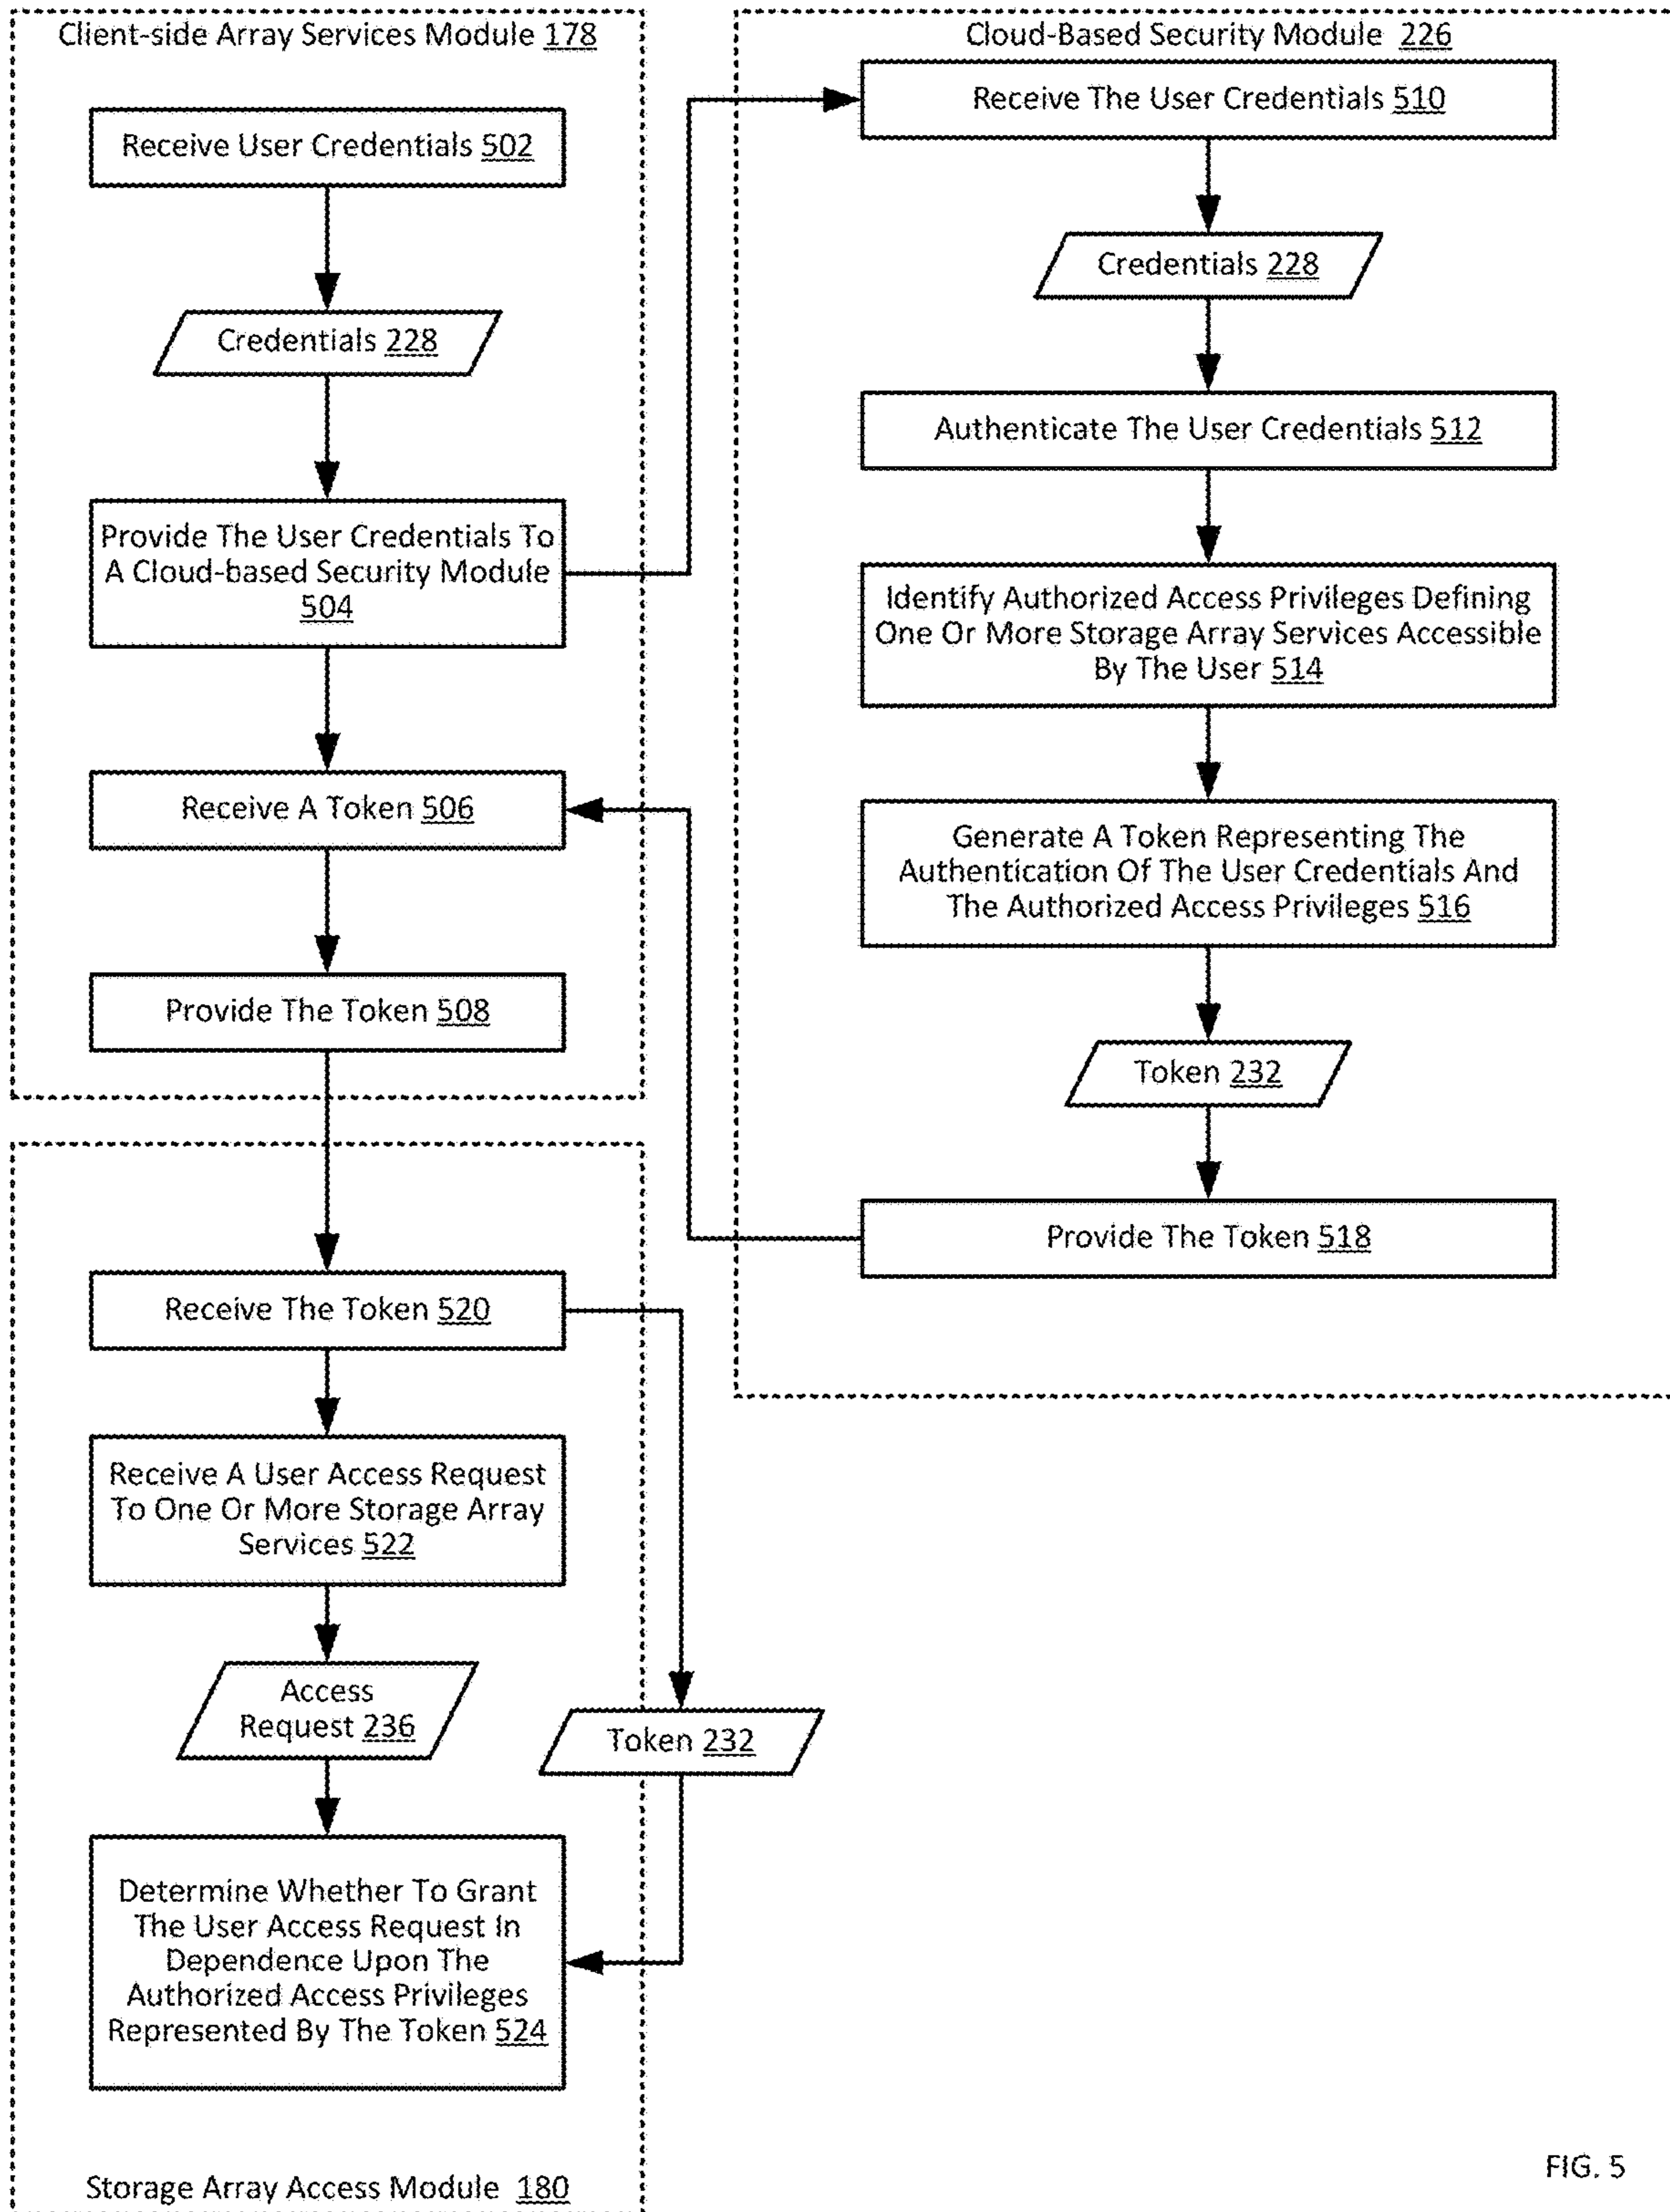 Client-side Array Services Module 178
Receive User Credentials 502
Credentials 228
Provide The User Credentials To
A Cloud-based Security Module
504
Receive A Token 506
Provide The Token 508
Cloud-Based Security Module 226
Receive The User Credentials 510
Credentials 228
Authenticate The User Credentials 512
Identify Authorized Access Privileges Defining
One Or More Storage Array Services Accessible
By The User 514
Generate A Token Representing The
Authentication Of The User Credentials And
The Authorized Access Privileges 516
Token 232
Provide The Token 518
Receive The Token 520
Receive A User Access Request
To One Or More Storage Array
Services 522
Access
Request 236
Token 232
Determine Whether To Grant
The User Access Request In
Dependence Upon The
Authorized Access Privileges
Represented By The Token 524
Storage Array Access Module 180
FIG. 5